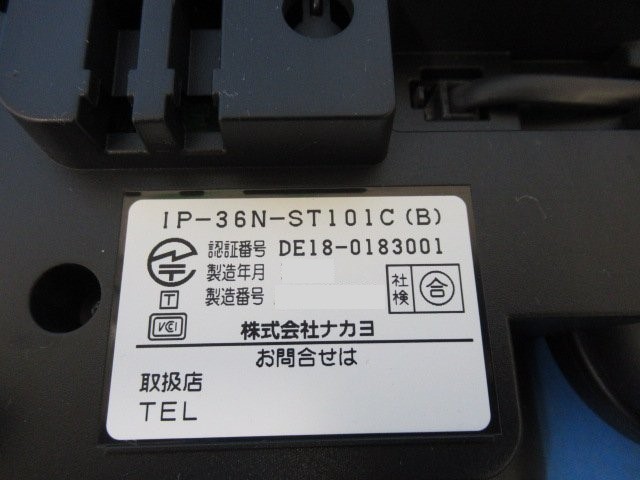 IP-36N-ST101C(B)
認証番号 DE18-0183001
製造年月
製造番号
T
VCCI
社検 合
株式会社ナカヨ
お問合せは
取扱店
TEL